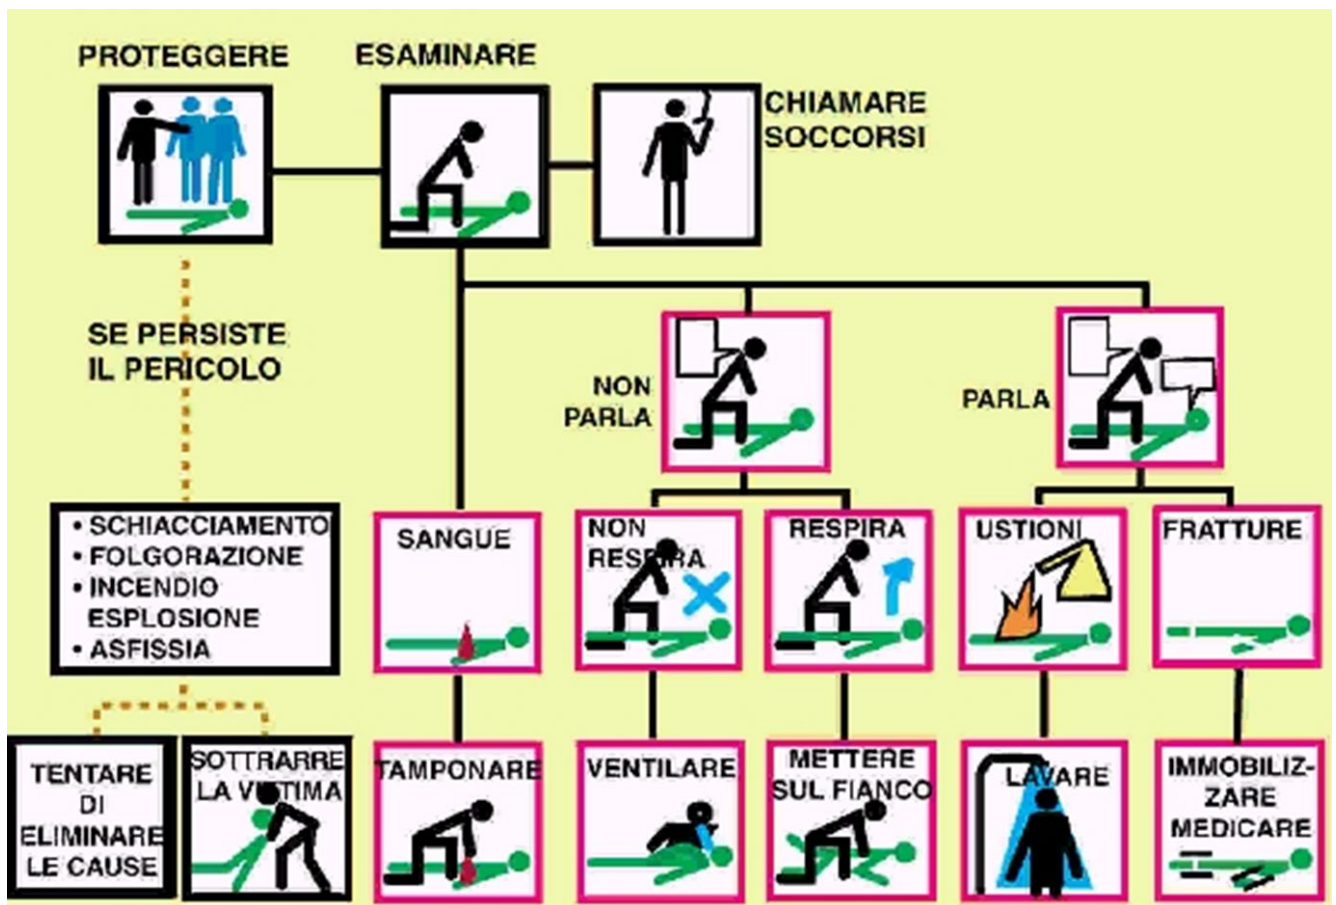 PROTEGGERE
ESAMINARE
CHIAMARE
SOCCORSI
SE PERSISTE
IL PERICOLO
NON
PARLA
PARLA
• SCHIACCIAMENTO
• FOLGORAZIONE
• INCENDIO
ESPLOSIONE
• ASFISSIA
SANGUE
NON
RESPIRA
RESPIRA
USTIONI
FRATTURE
TENTARE
DI
ELIMINARE
LE CAUSE
SOTTRARRE
LA VITTIMA
TAMPONARE
VENTILARE
METTERE
SUL FIANCO
LAVARE
IMMOBILIZ-
ZARE
MEDICARE